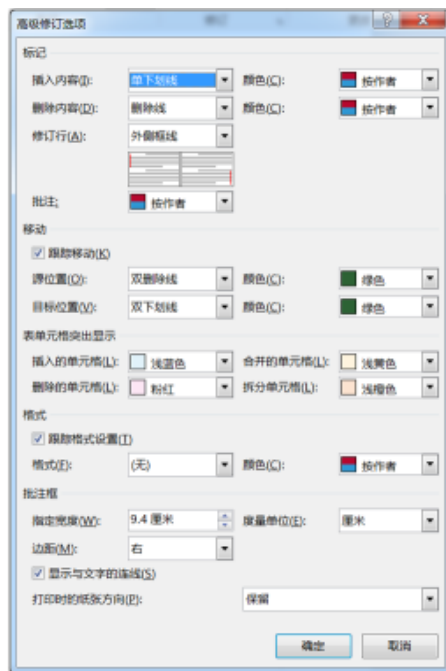 高级修订选项
标记
插入内容(I): 单下划线 颜色(C): 按作者
删除内容(D): 删除线 颜色(C): 按作者
修订行(A): 外侧框线
批注: 按作者
移动
跟踪移动(K)
源位置(O): 双删除线 颜色(C): 绿色
目标位置(V): 双下划线 颜色(C): 绿色
表单元格突出显示
插入的单元格(L): 浅蓝色 合并的单元格(L): 浅黄色
删除的单元格(L): 粉红 拆分单元格(L): 浅橙色
格式
跟踪格式设置(T)
格式(F): (无) 颜色(C): 按作者
批注框
指定宽度(W): 9.4 厘米 度量单位(E): 厘米
边距(M): 右
显示与文字的连线(S)
打印时的纸张方向(P): 保留
确定 取消